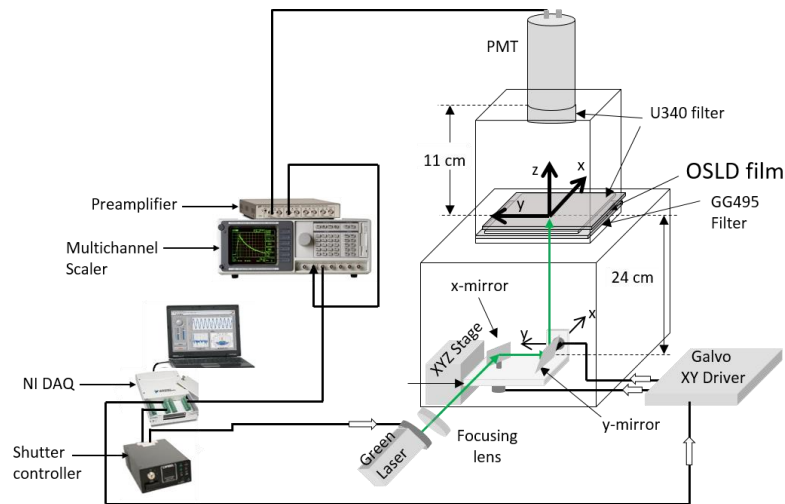 PMT
U340 filter
11 cm
z
x
y
OSLD film
GG495
Filter
Preamplifier
Multichannel
Scaler
24 cm
x-mirror
y
x
XYZ Stage
Galvo
XY Driver
NI DAQ
y-mirror
Shutter
controller
Green
Laser
Focusing
lens